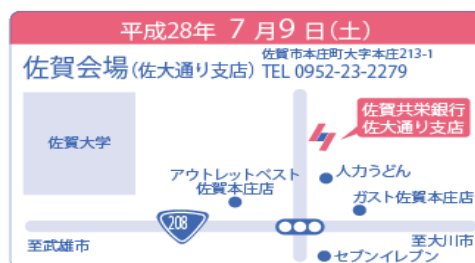 平成28年 7 月 9 日(土)
佐賀会場(佐大通り支店)
佐賀市本庄町大字本庄213-1
TEL 0952-23-2279
佐賀共栄銀行
佐大通り支店
佐賀大学
アウトレットベスト
佐賀本庄店
人力うどん
ガスト佐賀本庄店
208
至武雄市
至大川市
セブンイレブン